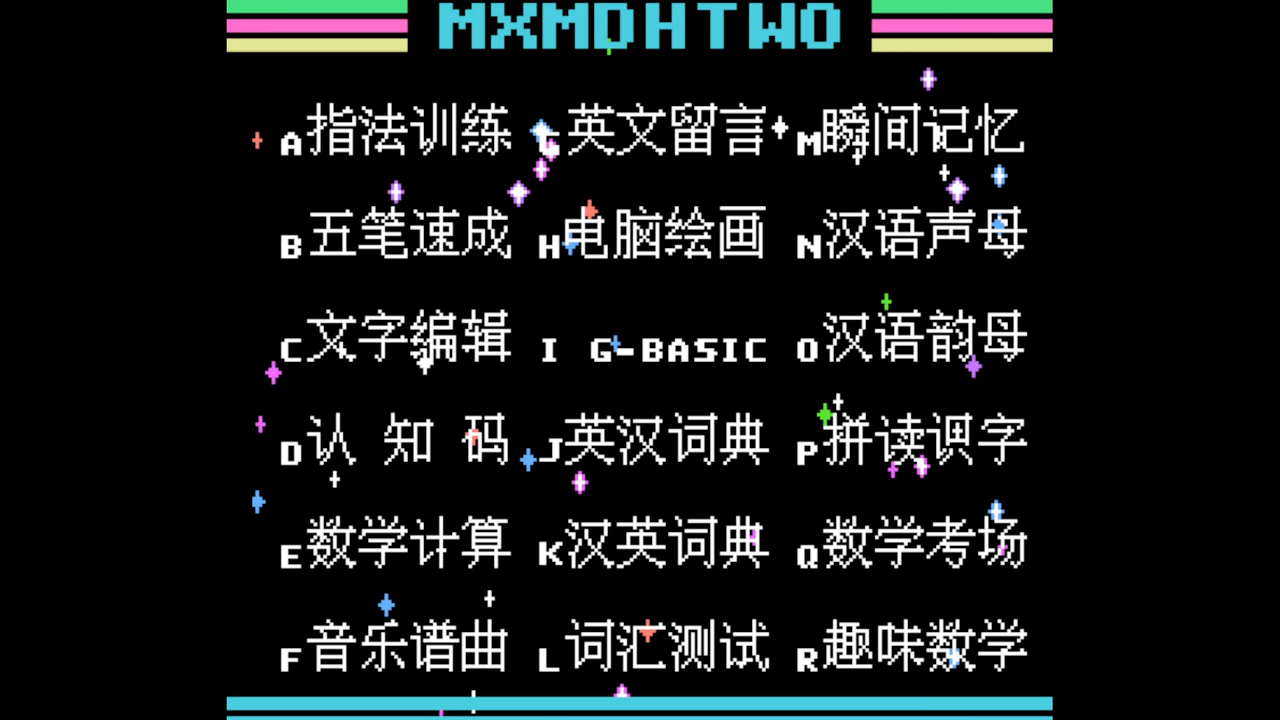 MXMDHTWO
A指法训练 G英文留言 M瞬间记忆
B五笔速成 H电脑绘画 N汉语声母
C文字编辑 I G-BASIC O汉语韵母
D认 知 码 J英汉词典 P拼读识字
E数学计算 K汉英词典 Q数学考场
F音乐谱曲 L词汇测试 R趣味数学